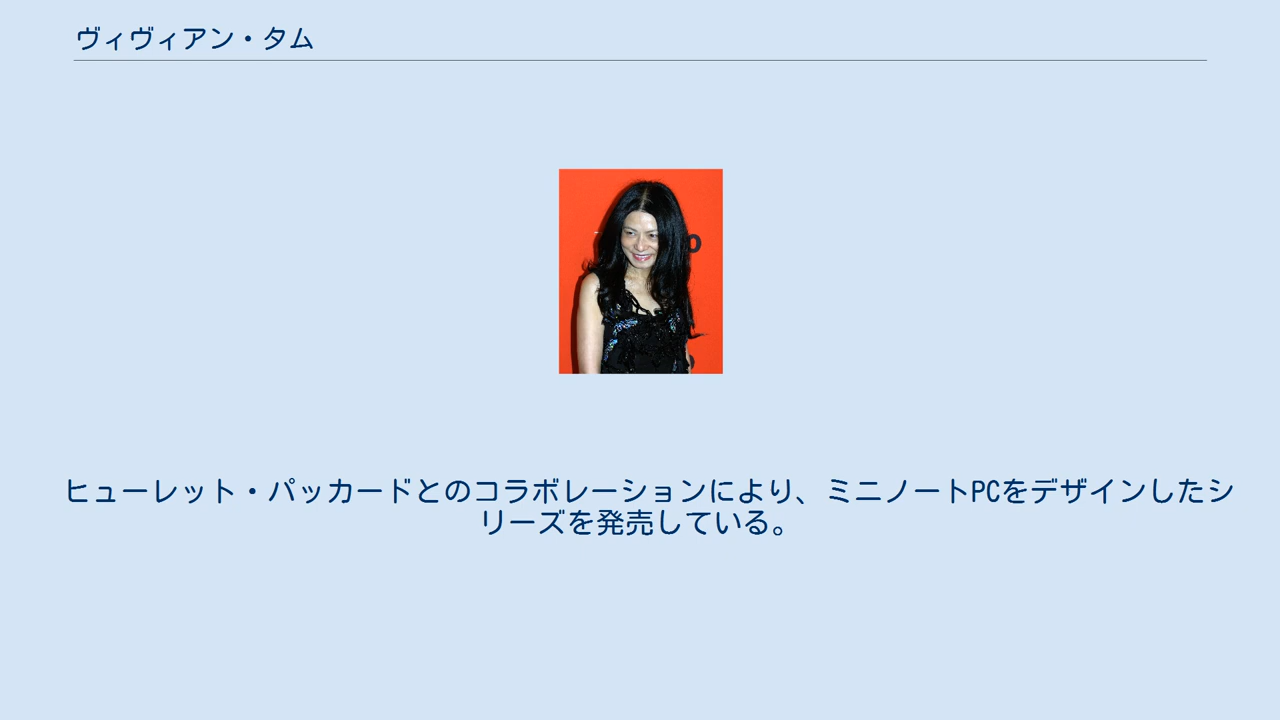 ヴィヴィアン・タム
ヒューレット・パッカードとのコラボレーションにより、ミニノートPCをデザインしたシ
リーズを発売している。